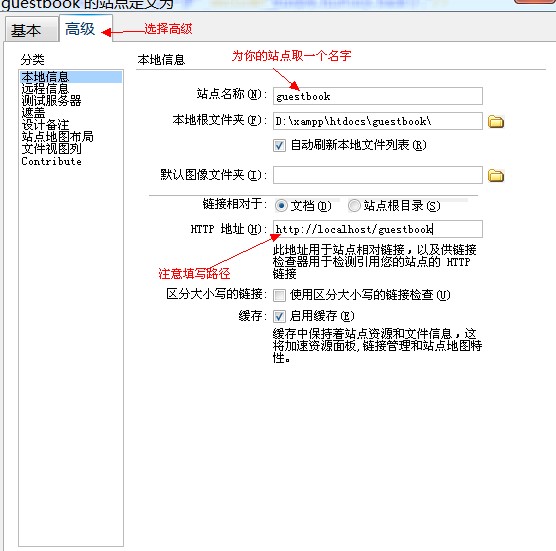 guestbook 的站点定义为
基本
高级
选择高级
分类
本地信息
远程信息
测试服务器
遮盖
设计备注
站点地图布局
文件视图列
Contribute
本地信息
为你的站点取一个名字
站点名称(N): guestbook
本地根文件夹(F): D:\xampp\htdocs\guestbook\
自动刷新本地文件列表(R)
默认图像文件夹(I):
链接相对于: 文档(D) 站点根目录(S)
HTTP 地址(H): http://localhost/guestbook
此地址用于站点相对链接，以及供链接
检查器用于检测引用您的站点的 HTTP
链接
注意填写路径
区分大小写的链接: 使用区分大小写的链接检查(U)
缓存: 启用缓存(E)
缓存中保持着站点资源和文件信息，这
将加速资源面板,链接管理和站点地图特
性。